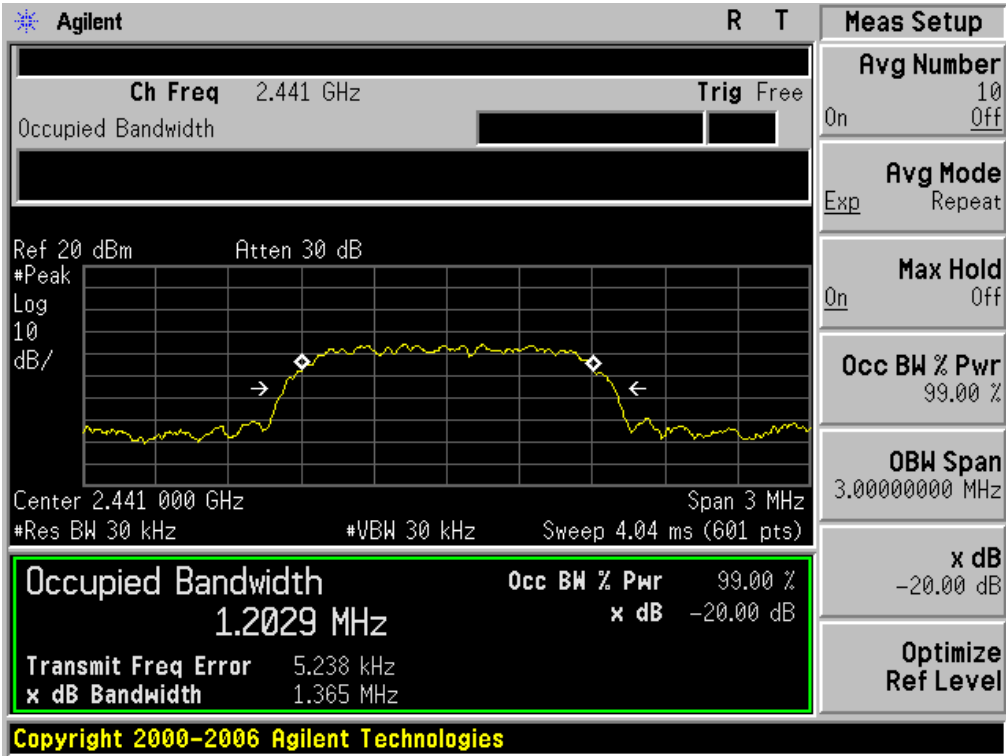 Agilent R T
Meas Setup
Ch Freq 2.441 GHz Trig Free
Occupied Bandwidth
Ref 20 dBm Atten 30 dB
#Peak
Log
10
dB/
Center 2.441 000 GHz Span 3 MHz
#Res BW 30 kHz #VBW 30 kHz Sweep 4.04 ms (601 pts)
Occupied Bandwidth Occ BW % Pwr 99.00 %
1.2029 MHz x dB -20.00 dB
Transmit Freq Error 5.238 kHz
x dB Bandwidth 1.365 MHz
Copyright 2000-2006 Agilent Technologies
Avg Number
10
On Off
Avg Mode
Exp Repeat
Max Hold
On Off
Occ BW % Pwr
99.00 %
OBW Span
3.00000000 MHz
x dB
-20.00 dB
Optimize
Ref Level